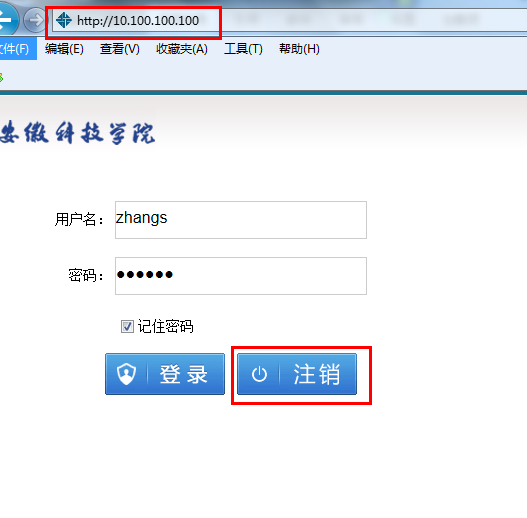 http://10.100.100.100
文件(F) 编辑(E) 查看(V) 收藏夹(A) 工具(T) 帮助(H)
安徽科技学院
用户名： zhangs
密码： ●●●●●●
记住密码
登录 注销